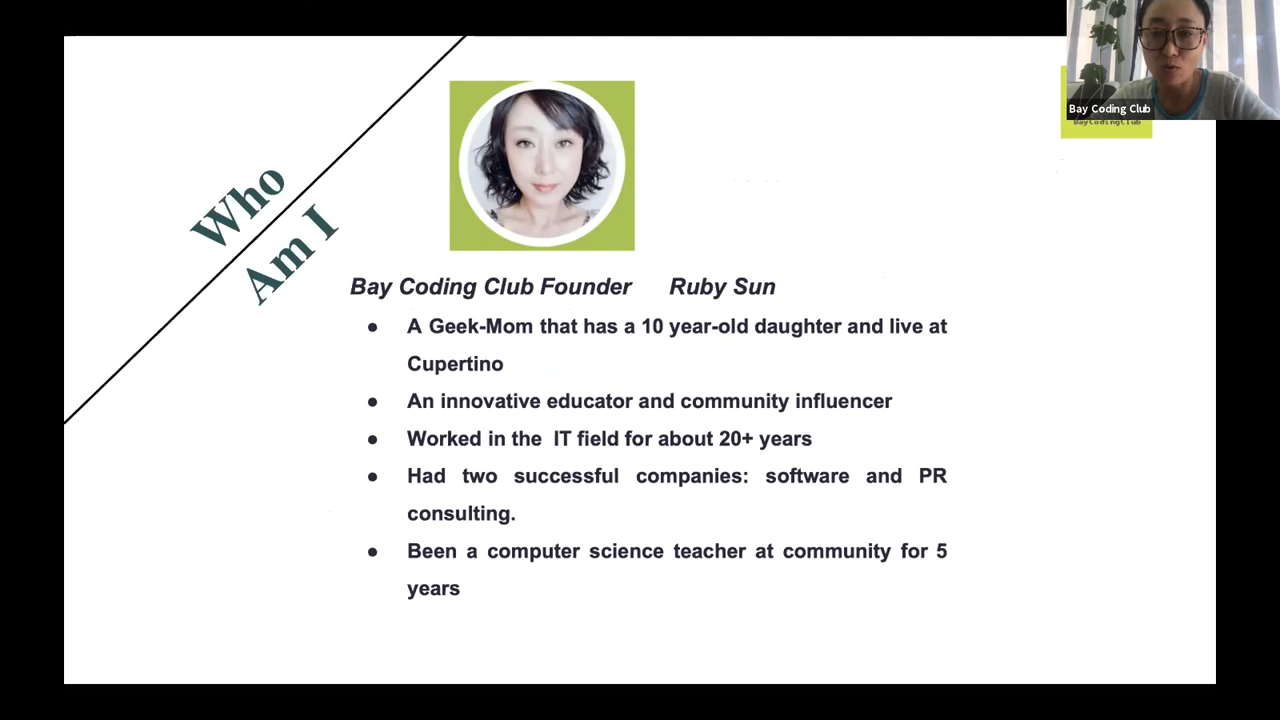 Bay Coding Club
BayCodingClub
Who
Am I
Bay Coding Club Founder Ruby Sun
● A Geek-Mom that has a 10 year-old daughter and live at
Cupertino
● An innovative educator and community influencer
● Worked in the IT field for about 20+ years
● Had two successful companies: software and PR
consulting.
● Been a computer science teacher at community for 5
years